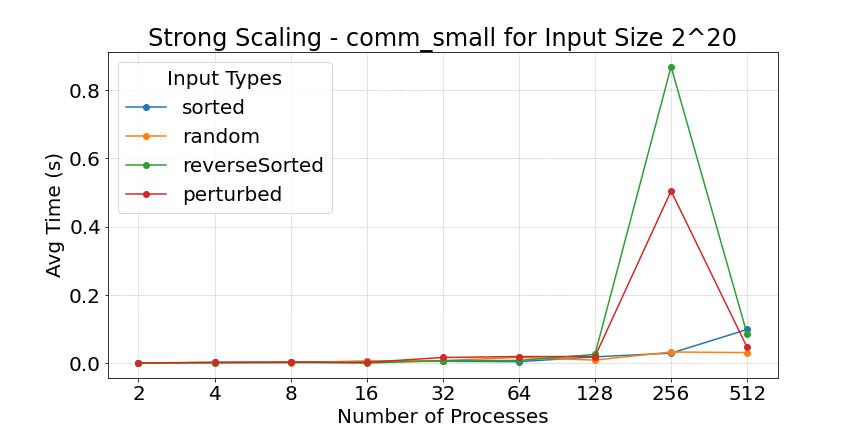 Strong Scaling - comm_small for Input Size 2^20
Input Types
sorted
random
reverseSorted
perturbed
Avg Time (s)
0.8
0.6
0.4
0.2
0.0
2 4 8 16 32 64 128 256 512
Number of Processes